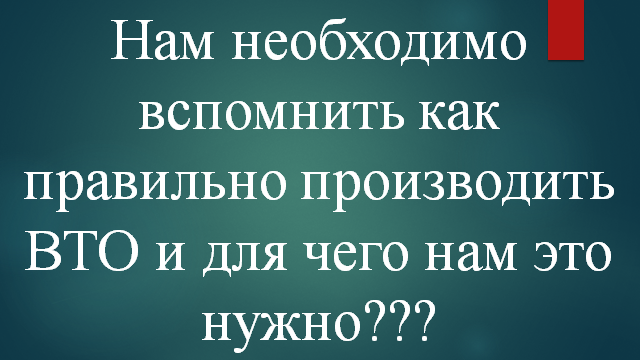 Нам необходимо
вспомнить как
правильно производить
ВТО и для чего нам это
нужно???